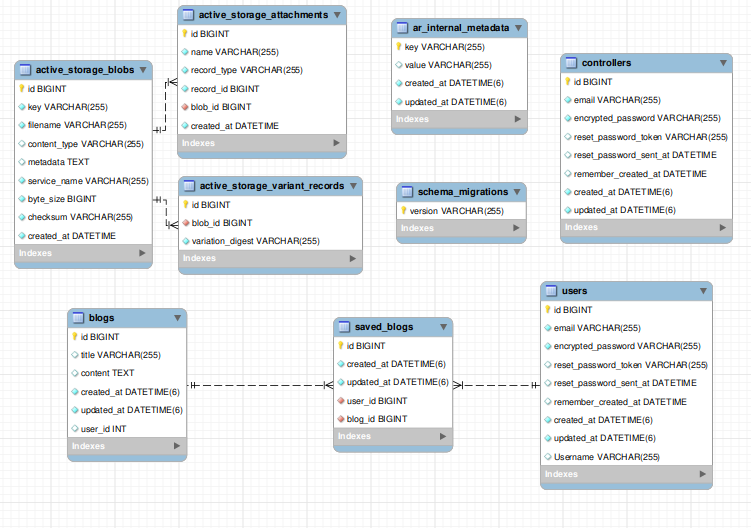 active_storage_attachments
id BIGINT
name VARCHAR(255)
record_type VARCHAR(255)
record_id BIGINT
blob_id BIGINT
created_at DATETIME
Indexes
ar_internal_metadata
key VARCHAR(255)
value VARCHAR(255)
created_at DATETIME(6)
updated_at DATETIME(6)
Indexes
controllers
id BIGINT
email VARCHAR(255)
encrypted_password VARCHAR(255)
reset_password_token VARCHAR(255)
reset_password_sent_at DATETIME
remember_created_at DATETIME
created_at DATETIME(6)
updated_at DATETIME(6)
Indexes
active_storage_blobs
id BIGINT
key VARCHAR(255)
filename VARCHAR(255)
content_type VARCHAR(255)
metadata TEXT
service_name VARCHAR(255)
byte_size BIGINT
checksum VARCHAR(255)
created_at DATETIME
Indexes
active_storage_variant_records
id BIGINT
blob_id BIGINT
variation_digest VARCHAR(255)
Indexes
schema_migrations
version VARCHAR(255)
Indexes
blogs
id BIGINT
title VARCHAR(255)
content TEXT
created_at DATETIME(6)
updated_at DATETIME(6)
user_id INT
Indexes
saved_blogs
id BIGINT
created_at DATETIME(6)
updated_at DATETIME(6)
user_id BIGINT
blog_id BIGINT
Indexes
users
id BIGINT
email VARCHAR(255)
encrypted_password VARCHAR(255)
reset_password_token VARCHAR(255)
reset_password_sent_at DATETIME
remember_created_at DATETIME
created_at DATETIME(6)
updated_at DATETIME(6)
Username VARCHAR(255)
Indexes